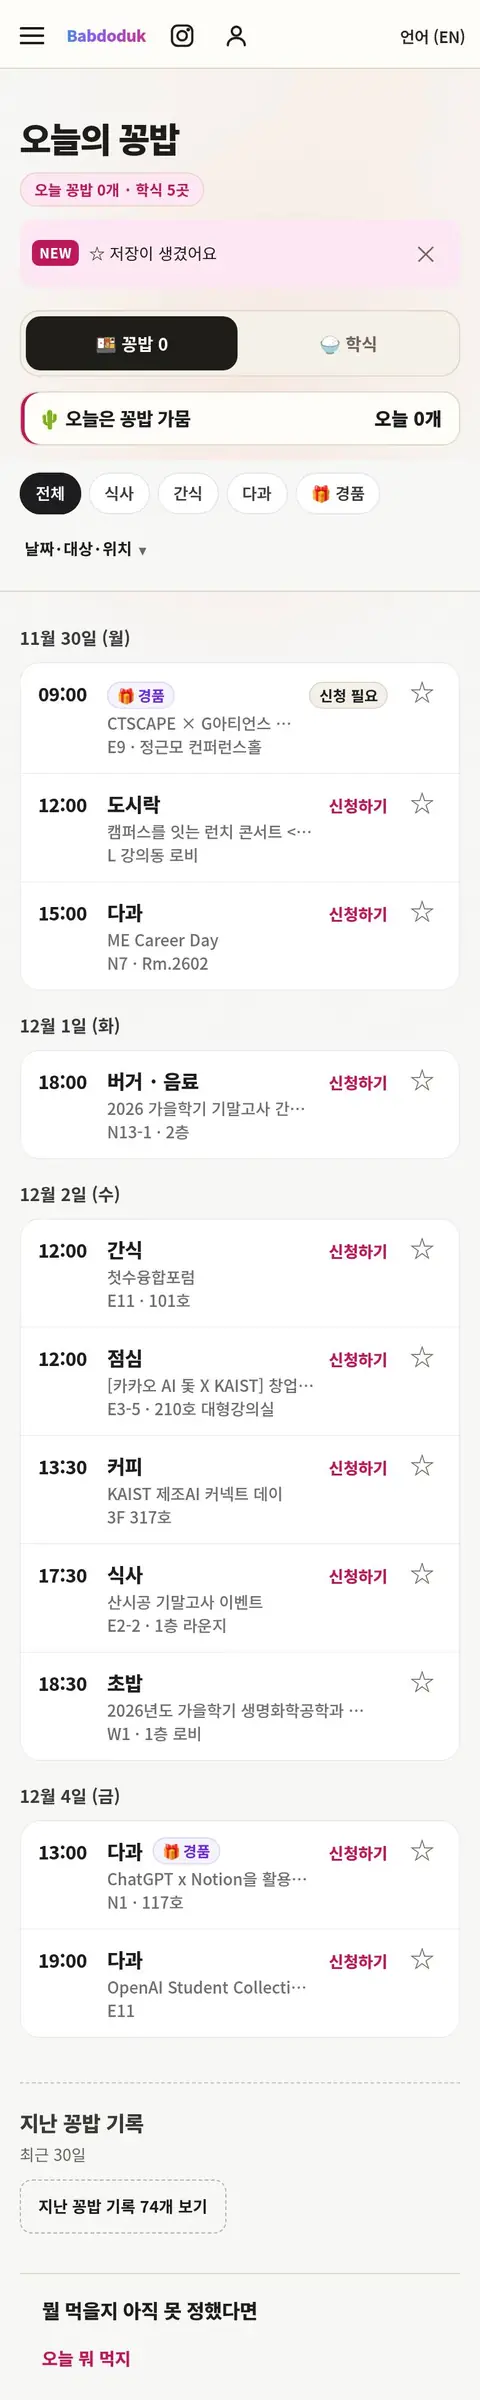 Babdoduk
언어 (EN)
오늘의 꽁밥
오늘 꽁밥 0개 · 학식 5곳
NEW ☆ 저장이 생겼어요
꽁밥 0
학식
오늘은 꽁밥 가뭄 오늘 0개
전체 식사 간식 다과 경품
날짜·대상·위치 ▾
11월 30일 (월)
09:00 경품 신청 필요
CTSCAPE × G아티언스 ···
E9 · 정근모 컨퍼런스홀
12:00 도시락 신청하기
캠퍼스를 잇는 런치 콘서트 <···
L 강의동 로비
15:00 다과 신청하기
ME Career Day
N7 · Rm.2602
12월 1일 (화)
18:00 버거 · 음료 신청하기
2026 가을학기 기말고사 간···
N13-1 · 2층
12월 2일 (수)
12:00 간식 신청하기
첫수융합포럼
E11 · 101호
12:00 점심 신청하기
[카카오 AI 돛 X KAIST] 창업···
E3-5 · 210호 대형강의실
13:30 커피 신청하기
KAIST 제조AI 커넥트 데이
3F 317호
17:30 식사 신청하기
산시공 기말고사 이벤트
E2-2 · 1층 라운지
18:30 초밥
2026년도 가을학기 생명화학공학과 ···
W1 · 1층 로비
12월 4일 (금)
13:00 다과 경품 신청하기
ChatGPT x Notion을 활용···
N1 · 117호
19:00 다과 신청하기
OpenAI Student Collecti···
E11
지난 꽁밥 기록
최근 30일
지난 꽁밥 기록 74개 보기
뭘 먹을지 아직 못 정했다면
오늘 뭐 먹지